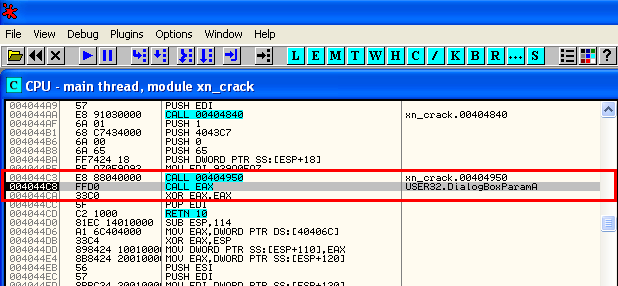 File View Debug Plugins Options Window Help
L E M T W H C / K B R ... S ?
C CPU - main thread, module xn_crack
004044A9 57 PUSH EDI
004044AA E8 91030000 CALL 00404840 xn_crack.00404840
004044AF 6A 01 PUSH 1
004044B1 68 C7434000 PUSH 4043C7
004044B6 6A 00 PUSH 0
004044B8 6A 65 PUSH 65
004044BA FF7424 18 PUSH DWORD PTR SS:[ESP+18]
004044C3 E8 88040000 CALL 00404950 xn_crack.00404950
004044C8 FFD0 CALL EAX USER32.DialogBoxParamA
004044CA 33C0 XOR EAX,EAX
004044CC 5F POP EDI
004044CD C2 1000 RETN 10
004044D0 81EC 14010000 SUB ESP,114
004044D6 A1 6C404000 MOV EAX,DWORD PTR DS:[40406C]
004044DB 33C4 XOR EAX,ESP
004044DD 898424 10010000 MOV DWORD PTR SS:[ESP+110],EAX
004044E4 8B8424 20010000 MOV EAX,DWORD PTR SS:[ESP+120]
004044EB 56 PUSH ESI
004044EC 57 PUSH EDI